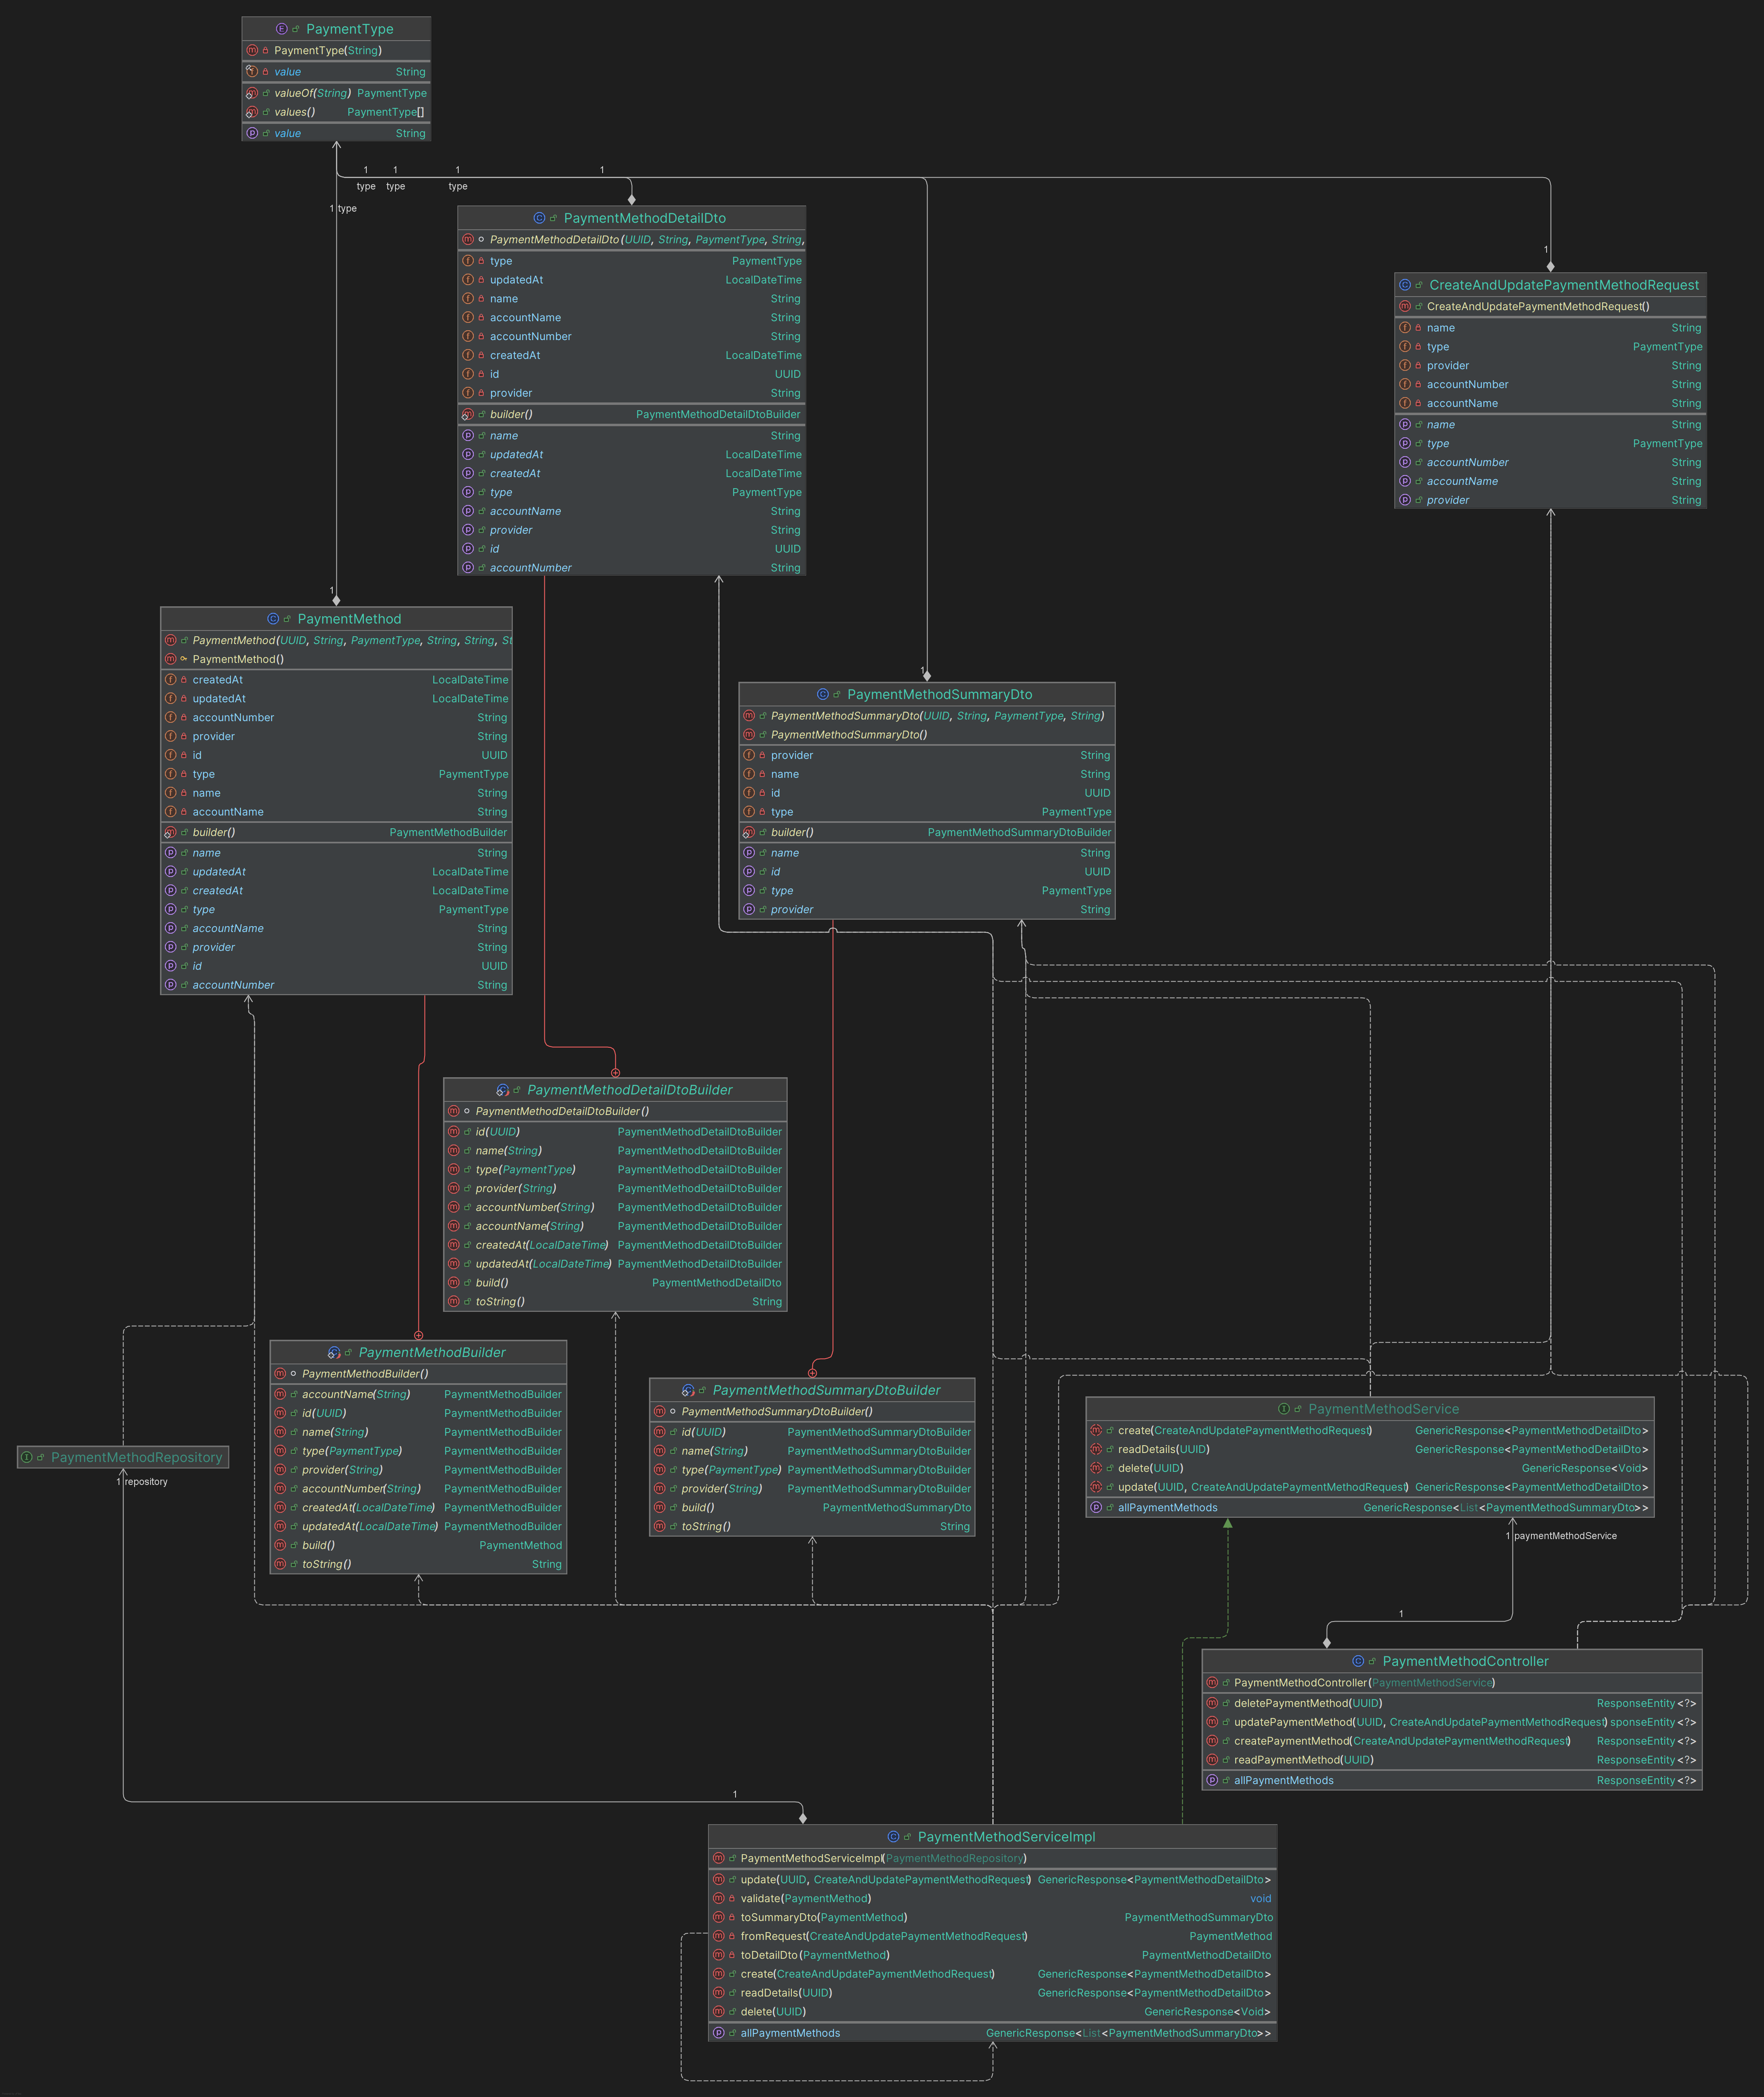 PaymentType
PaymentType(String)
value String
valueOf(String) PaymentType
values() PaymentType[]
value String
1 1 1 1
type type type
1 type
1
1
1
PaymentMethodDetailDto
PaymentMethodDetailDto(UUID, String, PaymentType, String,
type PaymentType
updatedAt LocalDateTime
name String
accountName String
accountNumber String
createdAt LocalDateTime
id UUID
provider String
builder() PaymentMethodDetailDtoBuilder
name String
updatedAt LocalDateTime
createdAt LocalDateTime
type PaymentType
accountName String
provider String
id UUID
accountNumber String
CreateAndUpdatePaymentMethodRequest
CreateAndUpdatePaymentMethodRequest()
name String
type PaymentType
provider String
accountNumber String
accountName String
name String
type PaymentType
accountNumber String
accountName String
provider String
PaymentMethod
PaymentMethod(UUID, String, PaymentType, String, String, St
PaymentMethod()
createdAt LocalDateTime
updatedAt LocalDateTime
accountNumber String
provider String
id UUID
type PaymentType
name String
accountName String
builder() PaymentMethodBuilder
name String
updatedAt LocalDateTime
createdAt LocalDateTime
type PaymentType
accountName String
provider String
id UUID
accountNumber String
PaymentMethodSummaryDto
PaymentMethodSummaryDto(UUID, String, PaymentType, String)
PaymentMethodSummaryDto()
provider String
name String
id UUID
type PaymentType
builder() PaymentMethodSummaryDtoBuilder
name String
id UUID
type PaymentType
provider String
PaymentMethodDetailDtoBuilder
PaymentMethodDetailDtoBuilder()
id(UUID) PaymentMethodDetailDtoBuilder
name(String) PaymentMethodDetailDtoBuilder
type(PaymentType) PaymentMethodDetailDtoBuilder
provider(String) PaymentMethodDetailDtoBuilder
accountNumber(String) PaymentMethodDetailDtoBuilder
accountName(String) PaymentMethodDetailDtoBuilder
createdAt(LocalDateTime) PaymentMethodDetailDtoBuilder
updatedAt(LocalDateTime) PaymentMethodDetailDtoBuilder
build() PaymentMethodDetailDto
toString() String
PaymentMethodBuilder
PaymentMethodBuilder()
accountName(String) PaymentMethodBuilder
id(UUID) PaymentMethodBuilder
name(String) PaymentMethodBuilder
type(PaymentType) PaymentMethodBuilder
provider(String) PaymentMethodBuilder
accountNumber(String) PaymentMethodBuilder
createdAt(LocalDateTime) PaymentMethodBuilder
updatedAt(LocalDateTime) PaymentMethodBuilder
build() PaymentMethod
toString() String
PaymentMethodSummaryDtoBuilder
PaymentMethodSummaryDtoBuilder()
id(UUID) PaymentMethodSummaryDtoBuilder
name(String) PaymentMethodSummaryDtoBuilder
type(PaymentType) PaymentMethodSummaryDtoBuilder
provider(String) PaymentMethodSummaryDtoBuilder
build() PaymentMethodSummaryDto
toString() String
PaymentMethodService
create(CreateAndUpdatePaymentMethodRequest) GenericResponse<PaymentMethodDetailDto>
readDetails(UUID) GenericResponse<PaymentMethodDetailDto>
delete(UUID) GenericResponse<Void>
update(UUID, CreateAndUpdatePaymentMethodRequest) GenericResponse<PaymentMethodDetailDto>
allPaymentMethods GenericResponse<List<PaymentMethodSummaryDto>>
PaymentMethodRepository
1 repository
1 paymentMethodService
1
PaymentMethodController
PaymentMethodController(PaymentMethodService)
deletePaymentMethod(UUID) ResponseEntity<?>
updatePaymentMethod(UUID, CreateAndUpdatePaymentMethodRequest) sponseEntity<?>
createPaymentMethod(CreateAndUpdatePaymentMethodRequest) ResponseEntity<?>
readPaymentMethod(UUID) ResponseEntity<?>
allPaymentMethods ResponseEntity<?>
1
PaymentMethodServiceImpl
PaymentMethodServiceImpl(PaymentMethodRepository)
update(UUID, CreateAndUpdatePaymentMethodRequest) GenericResponse<PaymentMethodDetailDto>
validate(PaymentMethod) void
toSummaryDto(PaymentMethod) PaymentMethodSummaryDto
fromRequest(CreateAndUpdatePaymentMethodRequest) PaymentMethod
toDetailDto(PaymentMethod) PaymentMethodDetailDto
create(CreateAndUpdatePaymentMethodRequest) GenericResponse<PaymentMethodDetailDto>
readDetails(UUID) GenericResponse<PaymentMethodDetailDto>
delete(UUID) GenericResponse<Void>
allPaymentMethods GenericResponse<List<PaymentMethodSummaryDto>>